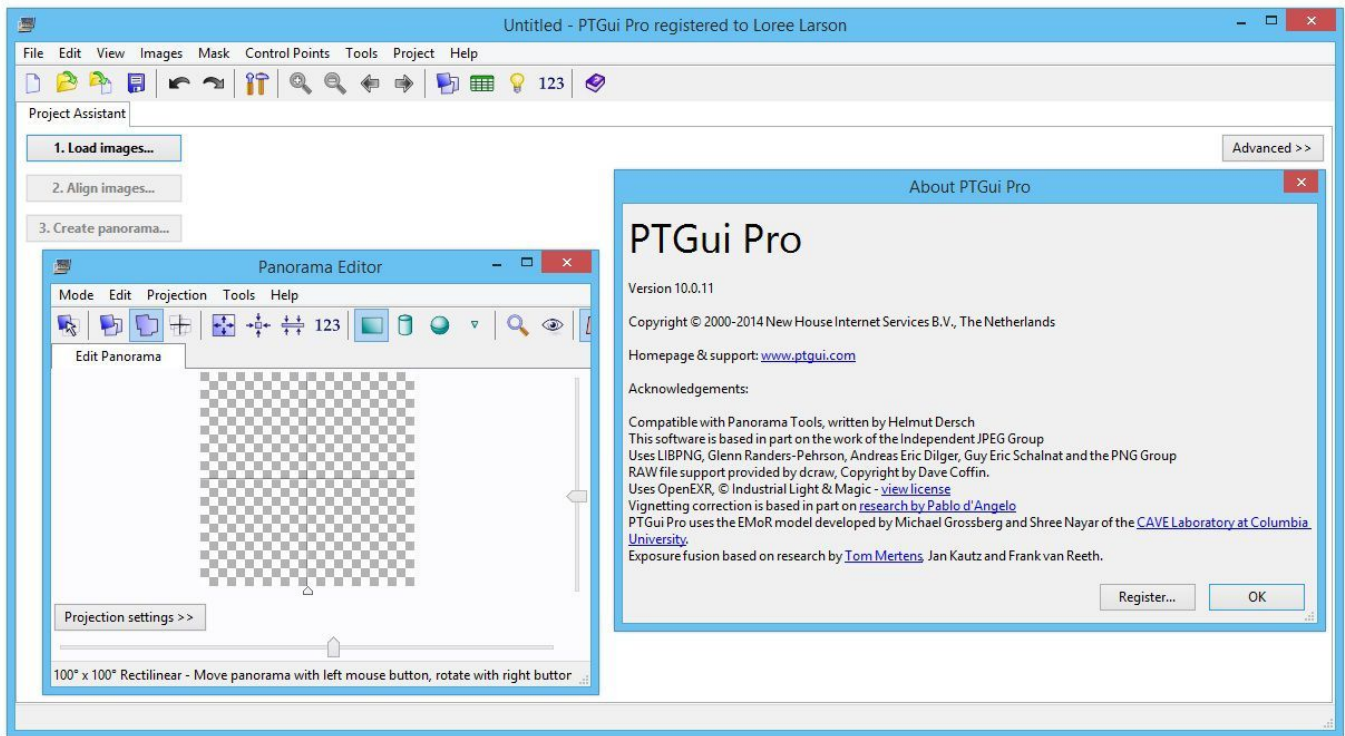 Untitled - PTGui Pro registered to Loree Larson
File Edit View Images Mask Control Points Tools Project Help
123
Project Assistant
1. Load images...
Advanced >>
2. Align images...
3. Create panorama...
Panorama Editor
Mode Edit Projection Tools Help
123
Edit Panorama
Projection settings >>
100° x 100° Rectilinear - Move panorama with left mouse button, rotate with right buttor
About PTGui Pro
PTGui Pro
Version 10.0.11
Copyright © 2000-2014 New House Internet Services B.V., The Netherlands
Homepage & support: www.ptgui.com
Acknowledgements:
Compatible with Panorama Tools, written by Helmut Dersch
This software is based in part on the work of the Independent JPEG Group
Uses LIBPNG, Glenn Randers-Pehrson, Andreas Eric Dilger, Guy Eric Schalnat and the PNG Group
RAW file support provided by dcraw, Copyright by Dave Coffin.
Uses OpenEXR, © Industrial Light & Magic - view license
Vignetting correction is based in part on research by Pablo d'Angelo
PTGui Pro uses the EMoR model developed by Michael Grossberg and Shree Nayar of the CAVE Laboratory at Columbia
University.
Exposure fusion based on research by Tom Mertens, Jan Kautz and Frank van Reeth.
Register...
OK